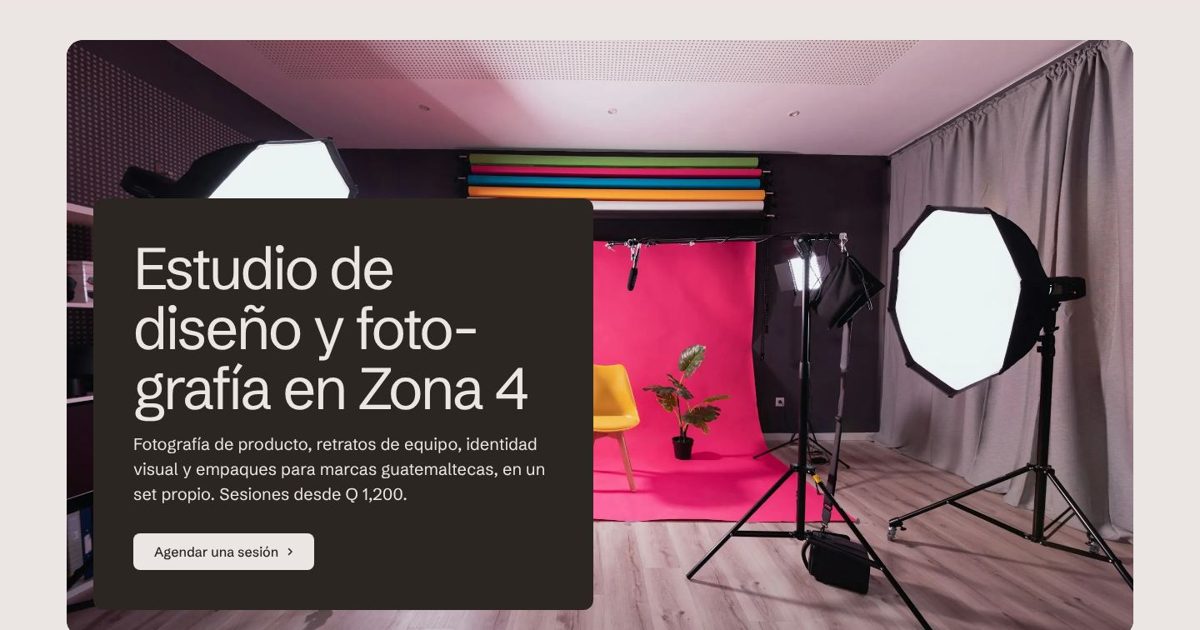 Estudio de
diseño y foto-
grafía en Zona 4
Fotografía de producto, retratos de equipo, identidad
visual y empaques para marcas guatemaltecas, en un
set propio. Sesiones desde Q 1,200.
Agendar una sesión